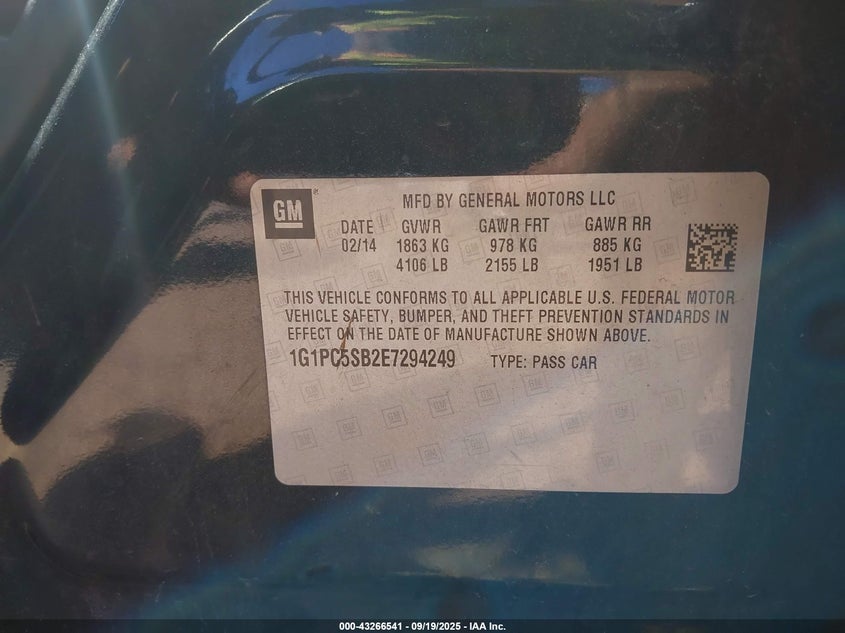 GM
MFD BY GENERAL MOTORS LLC
DATE GVWR GAWR FRT GAWR RR
02/14 1863 KG 978 KG 885 KG
4106 LB 2155 LB 1951 LB
THIS VEHICLE CONFORMS TO ALL APPLICABLE U.S. FEDERAL MOTOR
VEHICLE SAFETY, BUMPER, AND THEFT PREVENTION STANDARDS IN
EFFECT ON THE DATE OF MANUFACTURE SHOWN ABOVE.
1G1PC5SB2E7294249 TYPE: PASS CAR
000-43266541 - 09/19/2025 - IAA Inc.